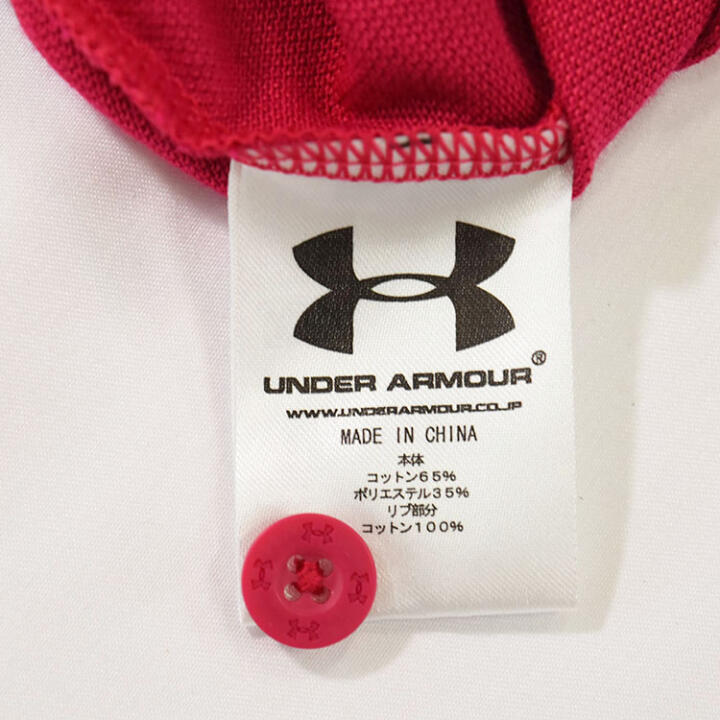 UNDER ARMOUR®
WWW.UNDERARMOUR.CO.JP
MADE IN CHINA
本体
コットン65%
ポリエステル35%
リブ部分
コットン100%